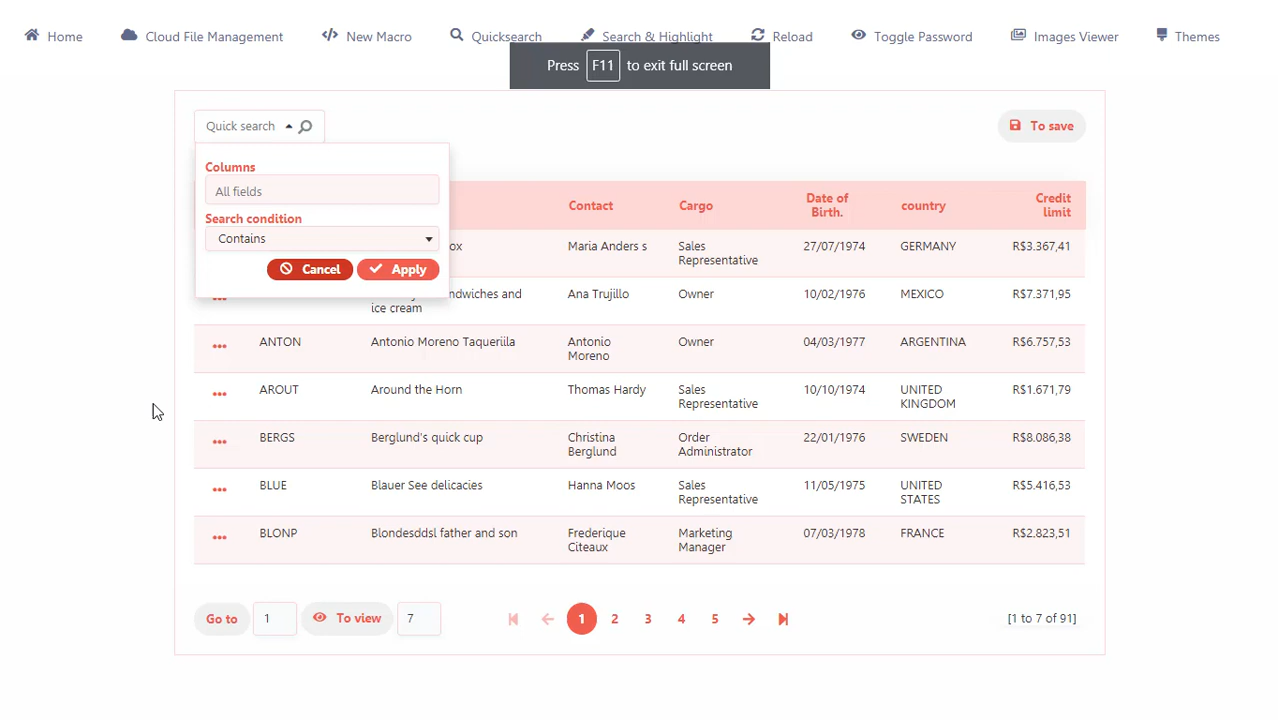 Home Cloud File Management New Macro Quicksearch Search & Highlight Reload Toggle Password Images Viewer Themes
Press F11 to exit full screen
Quick search To save
Columns
All fields
Search condition
Contains
Cancel Apply
Contact Cargo Date of Birth. country Credit limit
ox Maria Anders s Sales Representative 27/07/1974 GERMANY R$3.367,41
ndwiches and ice cream Ana Trujillo Owner 10/02/1976 MEXICO R$7.371,95
ANTON Antonio Moreno Taquerilla Antonio Moreno Owner 04/03/1977 ARGENTINA R$6.757,53
AROUT Around the Horn Thomas Hardy Sales Representative 10/10/1974 UNITED KINGDOM R$1.671,79
BERGS Berglund's quick cup Christina Berglund Order Administrator 22/01/1976 SWEDEN R$8.086,38
BLUE Blauer See delicacies Hanna Moos Sales Representative 11/05/1975 UNITED STATES R$5.416,53
BLONP Blondesddsl father and son Frederique Citeaux Marketing Manager 07/03/1978 FRANCE R$2.823,51
Go to 1 To view 7 1 2 3 4 5 [1 to 7 of 91]